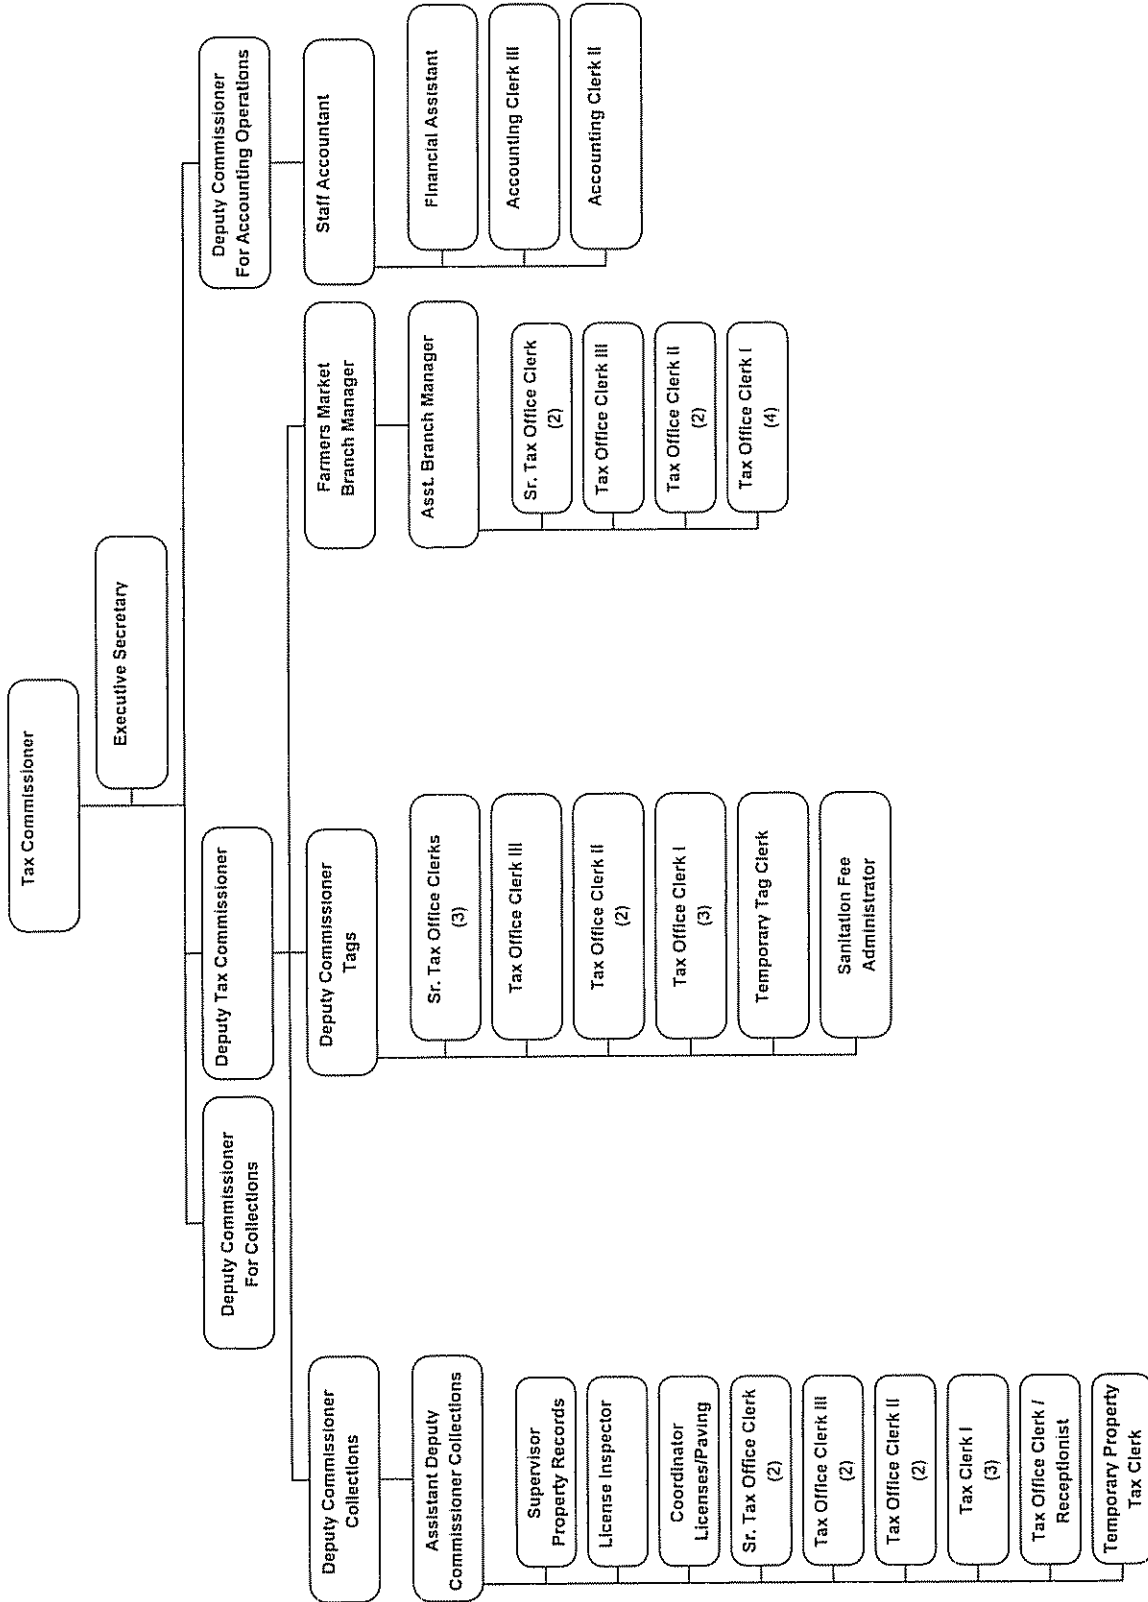 Tax Commissioner
Executive Secretary
Deputy Commissioner
For Collections
Deputy Tax Commissioner
Deputy Commissioner
For Accounting Operations
Deputy Commissioner
Collections
Deputy Commissioner
Tags
Farmers Market
Branch Manager
Staff Accountant
Assistant Deputy
Commissioner Collections
Supervisor
Property Records
License Inspector
Coordinator
Licenses/Paving
Sr. Tax Office Clerk
(2)
Tax Office Clerk III
(2)
Tax Office Clerk II
(2)
Tax Clerk I
(3)
Tax Office Clerk /
Receptionist
Temporary Property
Tax Clerk
Sr. Tax Office Clerks
(3)
Tax Office Clerk III
Tax Office Clerk II
(2)
Tax Office Clerk I
(3)
Temporary Tag Clerk
Sanitation Fee
Administrator
Asst. Branch Manager
Sr. Tax Office Clerk
(2)
Tax Office Clerk III
Tax Office Clerk II
(2)
Tax Office Clerk I
(4)
Financial Assistant
Accounting Clerk III
Accounting Clerk II